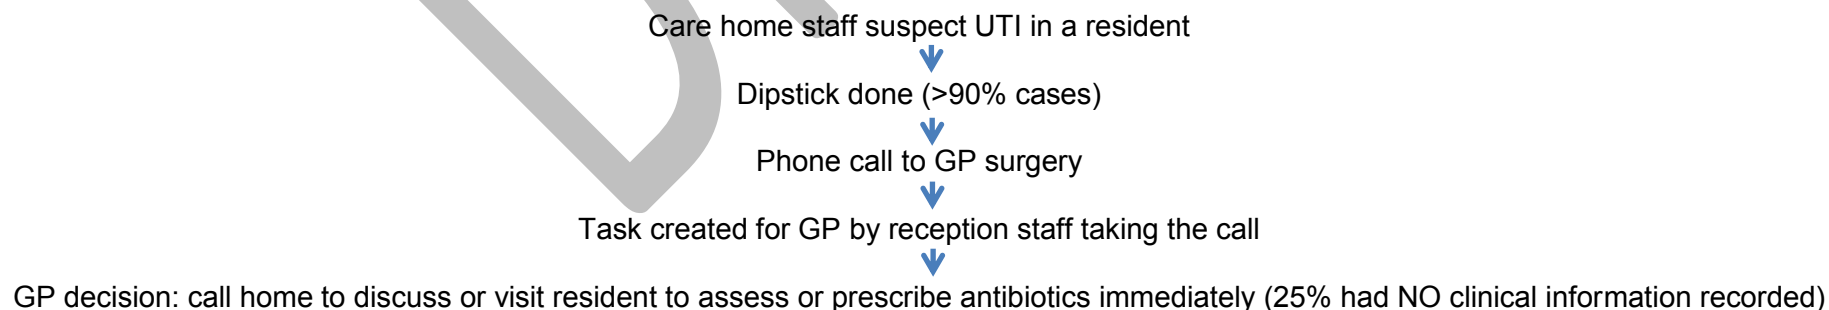 Care home staff suspect UTI in a resident
Dipstick done (>90% cases)
Phone call to GP surgery
Task created for GP by reception staff taking the call
GP decision: call home to discuss or visit resident to assess or prescribe antibiotics immediately (25% had NO clinical information recorded)